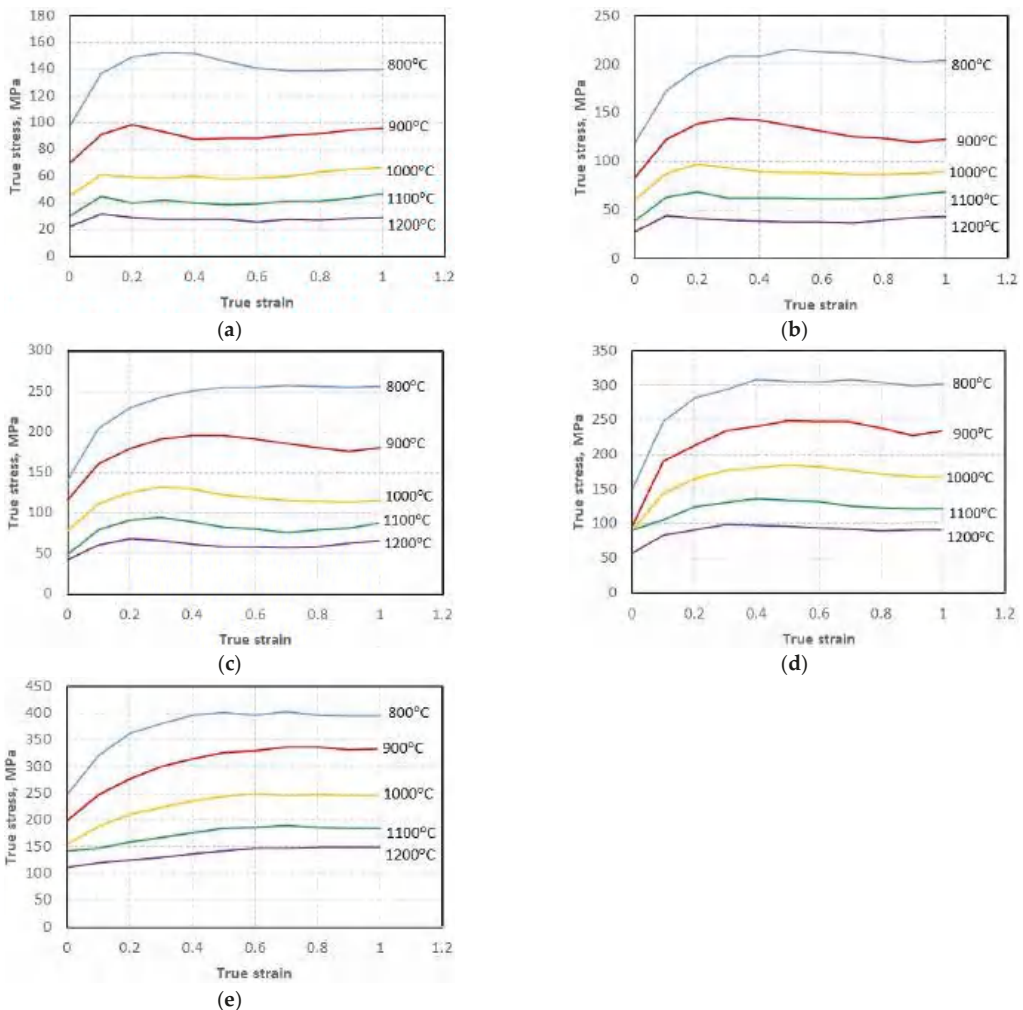 180
160
140
120
100
80
60
40
20
0
True stress, MPa
800°C
900°C
1000°C
1100°C
1200°C
0 0.2 0.4 0.6 0.8 1 1.2
True strain
(a)
250
200
150
100
50
0
True stress, MPa
800°C
900°C
1000°C
1100°C
1200°C
0 0.2 0.4 0.6 0.8 1 1.2
True strain
(b)
300
250
200
150
100
50
0
True stress, MPa
800°C
900°C
1000°C
1100°C
1200°C
0 0.2 0.4 0.6 0.8 1 1.2
True strain
(c)
350
300
250
200
150
100
50
0
True stress, MPa
800°C
900°C
1000°C
1100°C
1200°C
0 0.2 0.4 0.6 0.8 1 1.2
True strain
(d)
450
400
350
300
250
200
150
100
50
0
True stress, MPa
800°C
900°C
1000°C
1100°C
1200°C
0 0.2 0.4 0.6 0.8 1 1.2
True strain
(e)